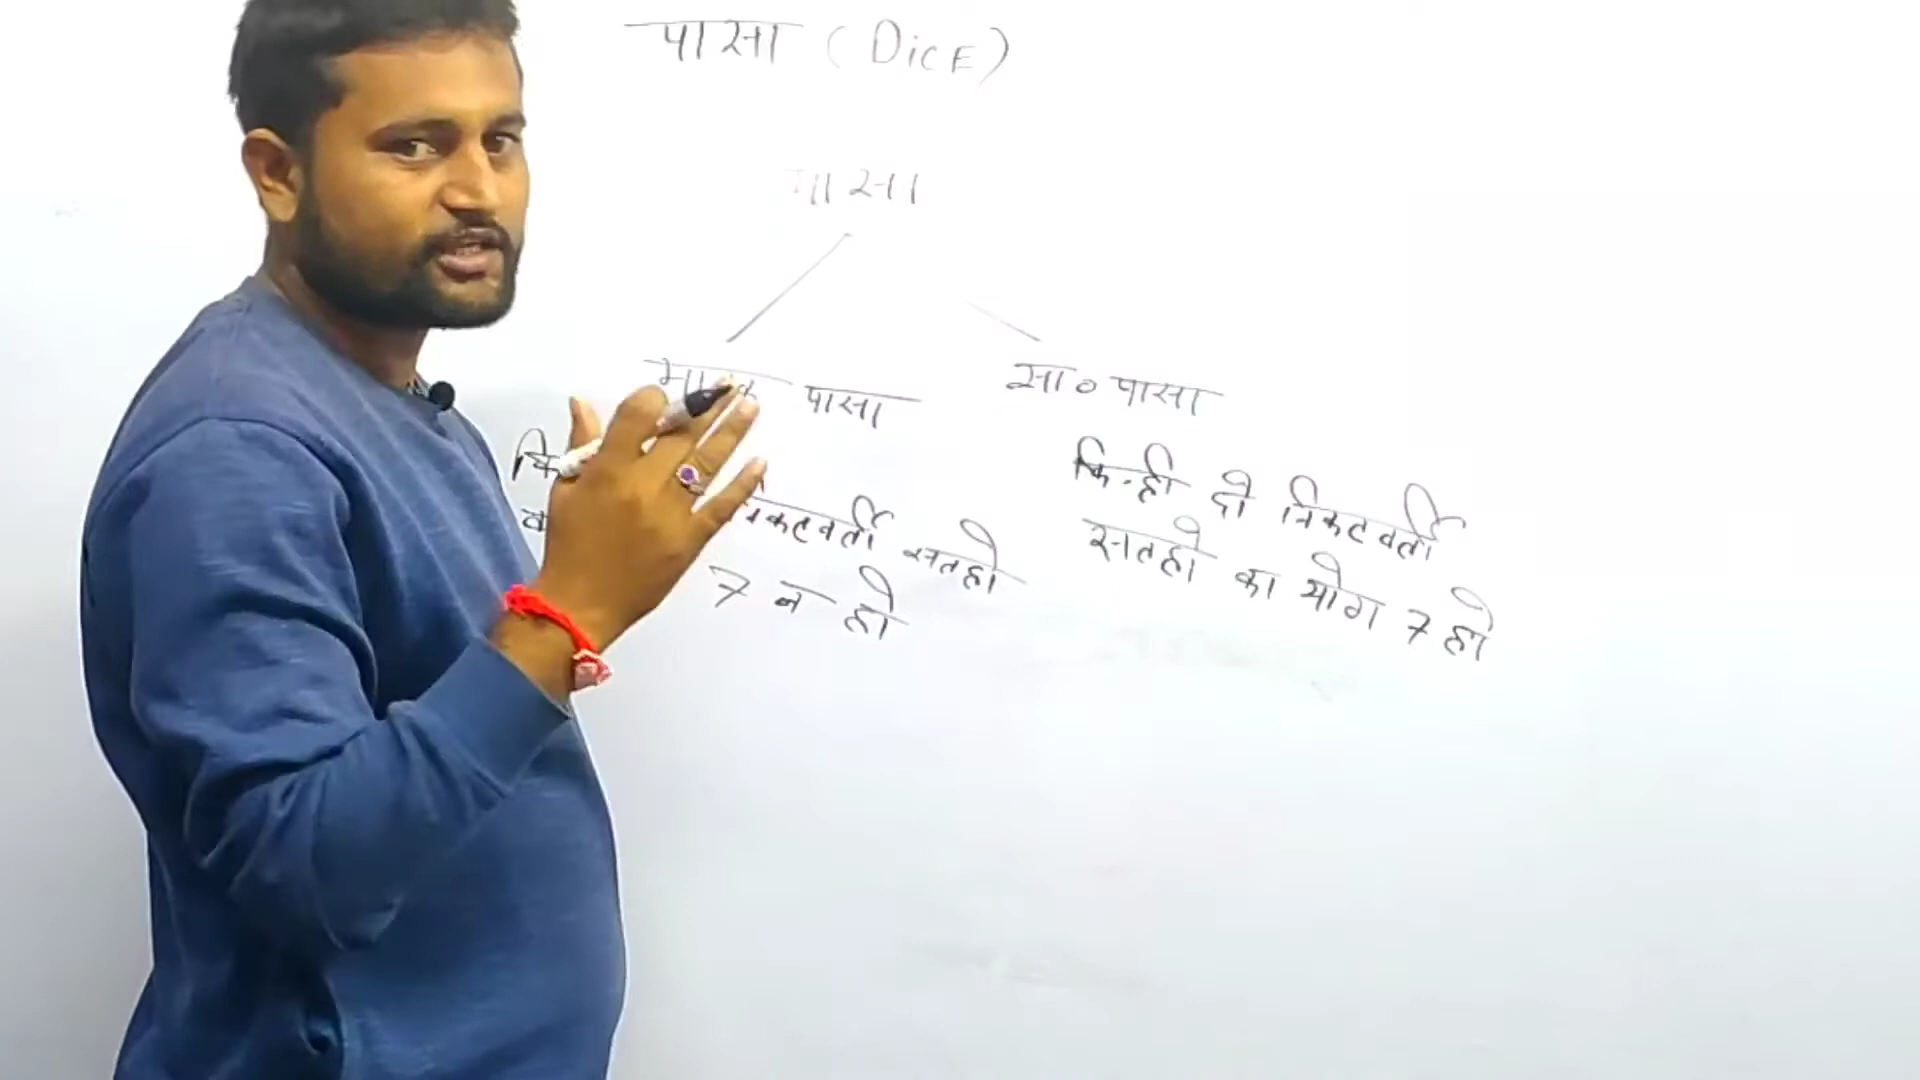 पासा (DicE)
पासा
पासा
सा० पासा
निकटवर्ती सतहो
7 न हो
किन्ही दो निकटवर्ती
सतहो का योग 7 हो